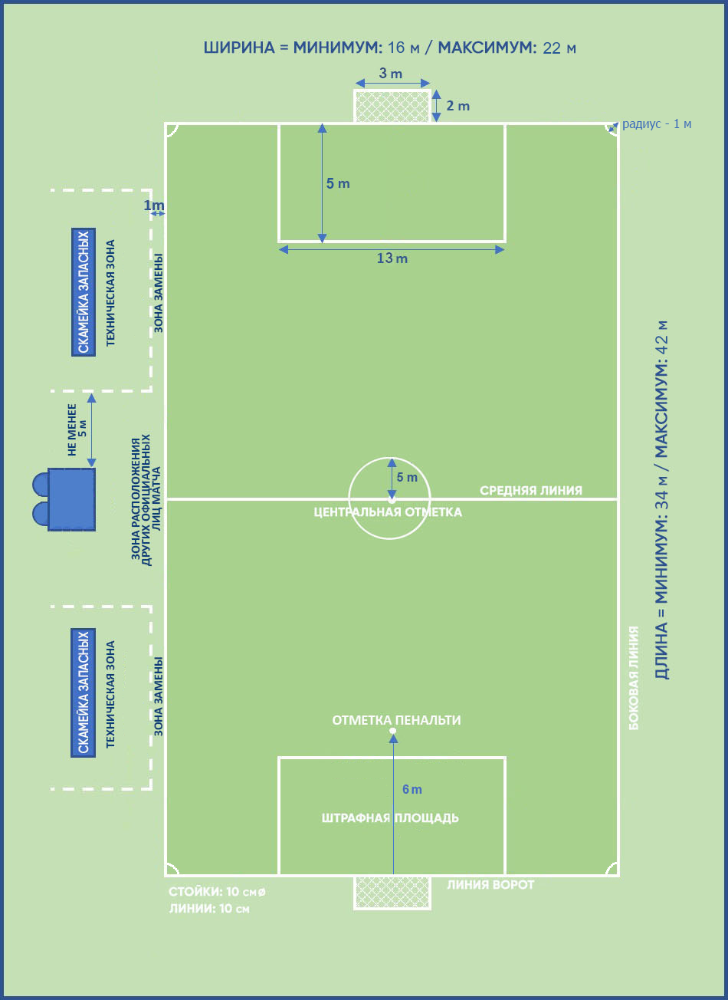 ШИРИНА = МИНИМУМ: 16 м / МАКСИМУМ: 22 м
3 m
2 m
радиус - 1 м
5 m
1m
13 m
СКАМЕЙКА ЗАПАСНЫХ
ТЕХНИЧЕСКАЯ ЗОНА
ЗОНА ЗАМЕНЫ
НЕ МЕНЕЕ
5 м
ЗОНА РАСПОЛОЖЕНИЯ
ДРУГИХ ОФИЦИАЛЬНЫХ
ЛИЦ МАТЧА
5 m
СРЕДНЯЯ ЛИНИЯ
ЦЕНТРАЛЬНАЯ ОТМЕТКА
ДЛИНА = МИНИМУМ: 34 м / МАКСИМУМ: 42 м
БОКОВАЯ ЛИНИЯ
СКАМЕЙКА ЗАПАСНЫХ
ТЕХНИЧЕСКАЯ ЗОНА
ЗОНА ЗАМЕНЫ
ОТМЕТКА ПЕНАЛЬТИ
6 m
ШТРАФНАЯ ПЛОЩАДЬ
ЛИНИЯ ВОРОТ
СТОЙКИ: 10 см ø
ЛИНИИ: 10 см